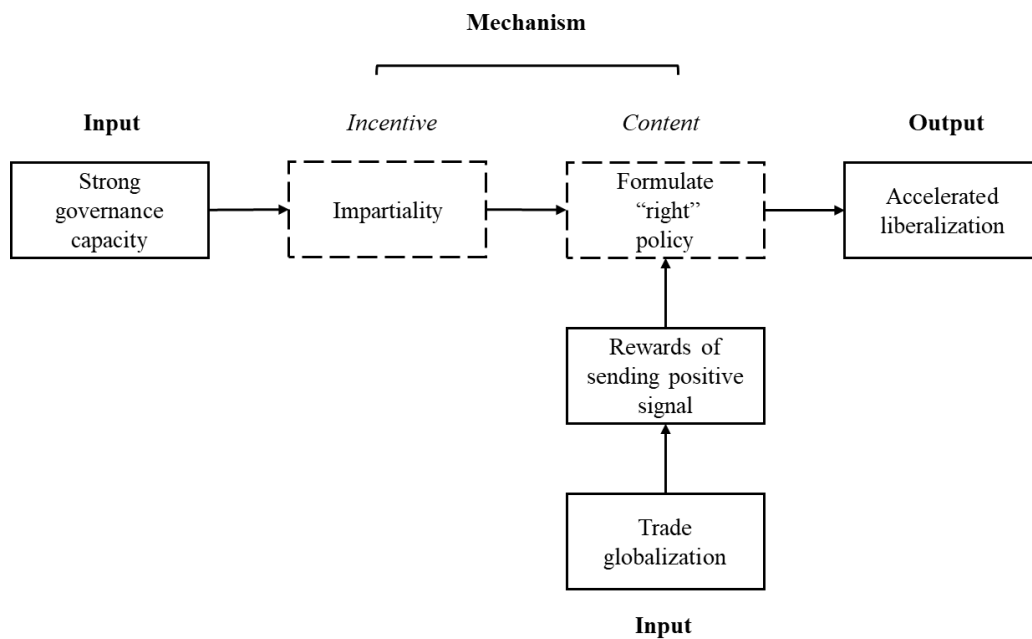 Mechanism
Input
Incentive
Content
Output
Strong
governance
capacity
Impartiality
Formulate
“right”
policy
Accelerated
liberalization
Rewards of
sending positive
signal
Trade
globalization
Input